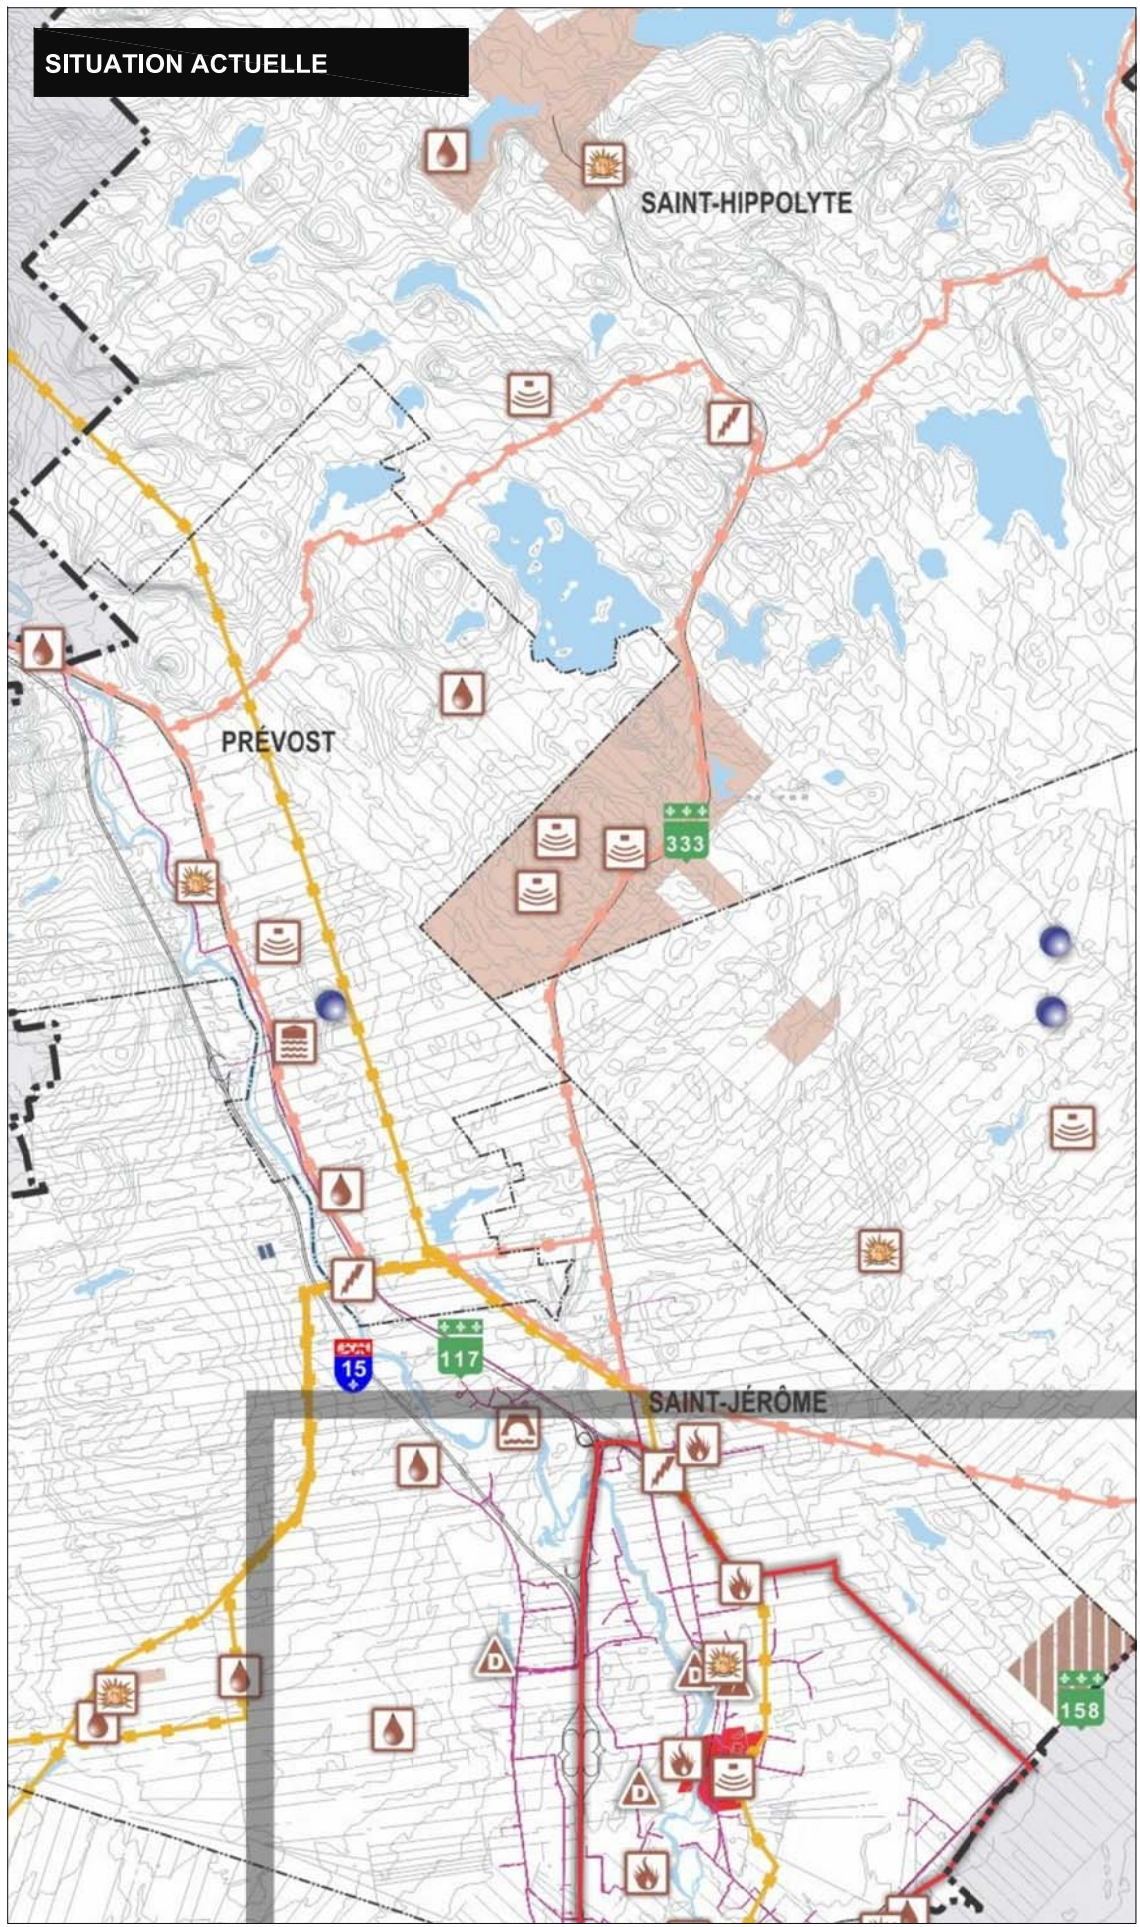 SITUATION ACTUELLE
SAINT-HIPPOLYTE
PRÉVOST
333
15
117
SAINT-JÉRÔME
D
D
158
D